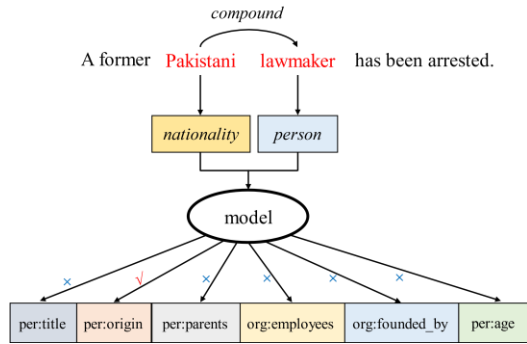 compound
A former Pakistani lawmaker has been arrested.
nationality person
model
× √ × × × ×
per:title per:origin per:parents org:employees org:founded_by per:age